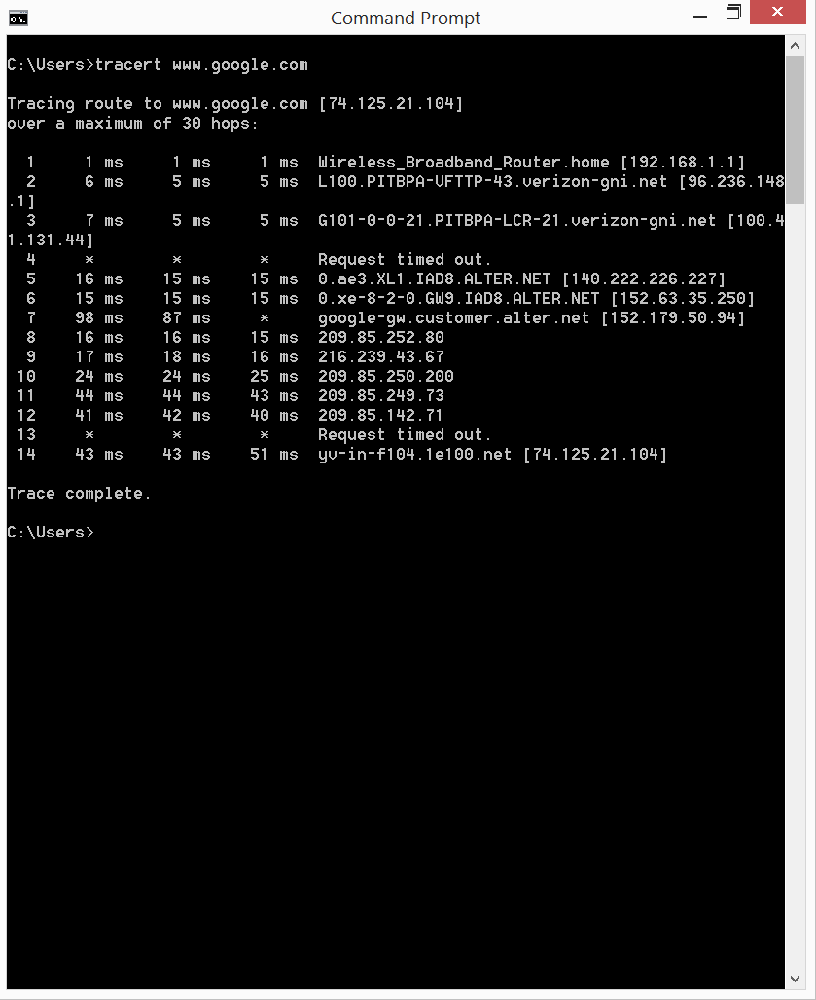 Command Prompt
C:\Users>tracert www.google.com
Tracing route to www.google.com [74.125.21.104]
over a maximum of 30 hops:
1 1 ms 1 ms 1 ms Wireless_Broadband_Router.home [192.168.1.1]
2 6 ms 5 ms 5 ms L100.PITBPA-VFTTP-43.verizon-gni.net [96.236.148
.1]
3 7 ms 5 ms 5 ms G101-0-0-21.PITBPA-LCR-21.verizon-gni.net [100.4
1.131.44]
4 * * * Request timed out.
5 16 ms 15 ms 15 ms 0.ae3.XL1.IAD8.ALTER.NET [140.222.226.227]
6 15 ms 15 ms 15 ms 0.xe-8-2-0.GW9.IAD8.ALTER.NET [152.63.35.250]
7 98 ms 87 ms * google-gw.customer.alter.net [152.179.50.94]
8 16 ms 16 ms 15 ms 209.85.252.80
9 17 ms 18 ms 16 ms 216.239.43.67
10 24 ms 24 ms 25 ms 209.85.250.200
11 44 ms 44 ms 43 ms 209.85.249.73
12 41 ms 42 ms 40 ms 209.85.142.71
13 * * * Request timed out.
14 43 ms 43 ms 51 ms yv-in-f104.1e100.net [74.125.21.104]
Trace complete.
C:\Users>